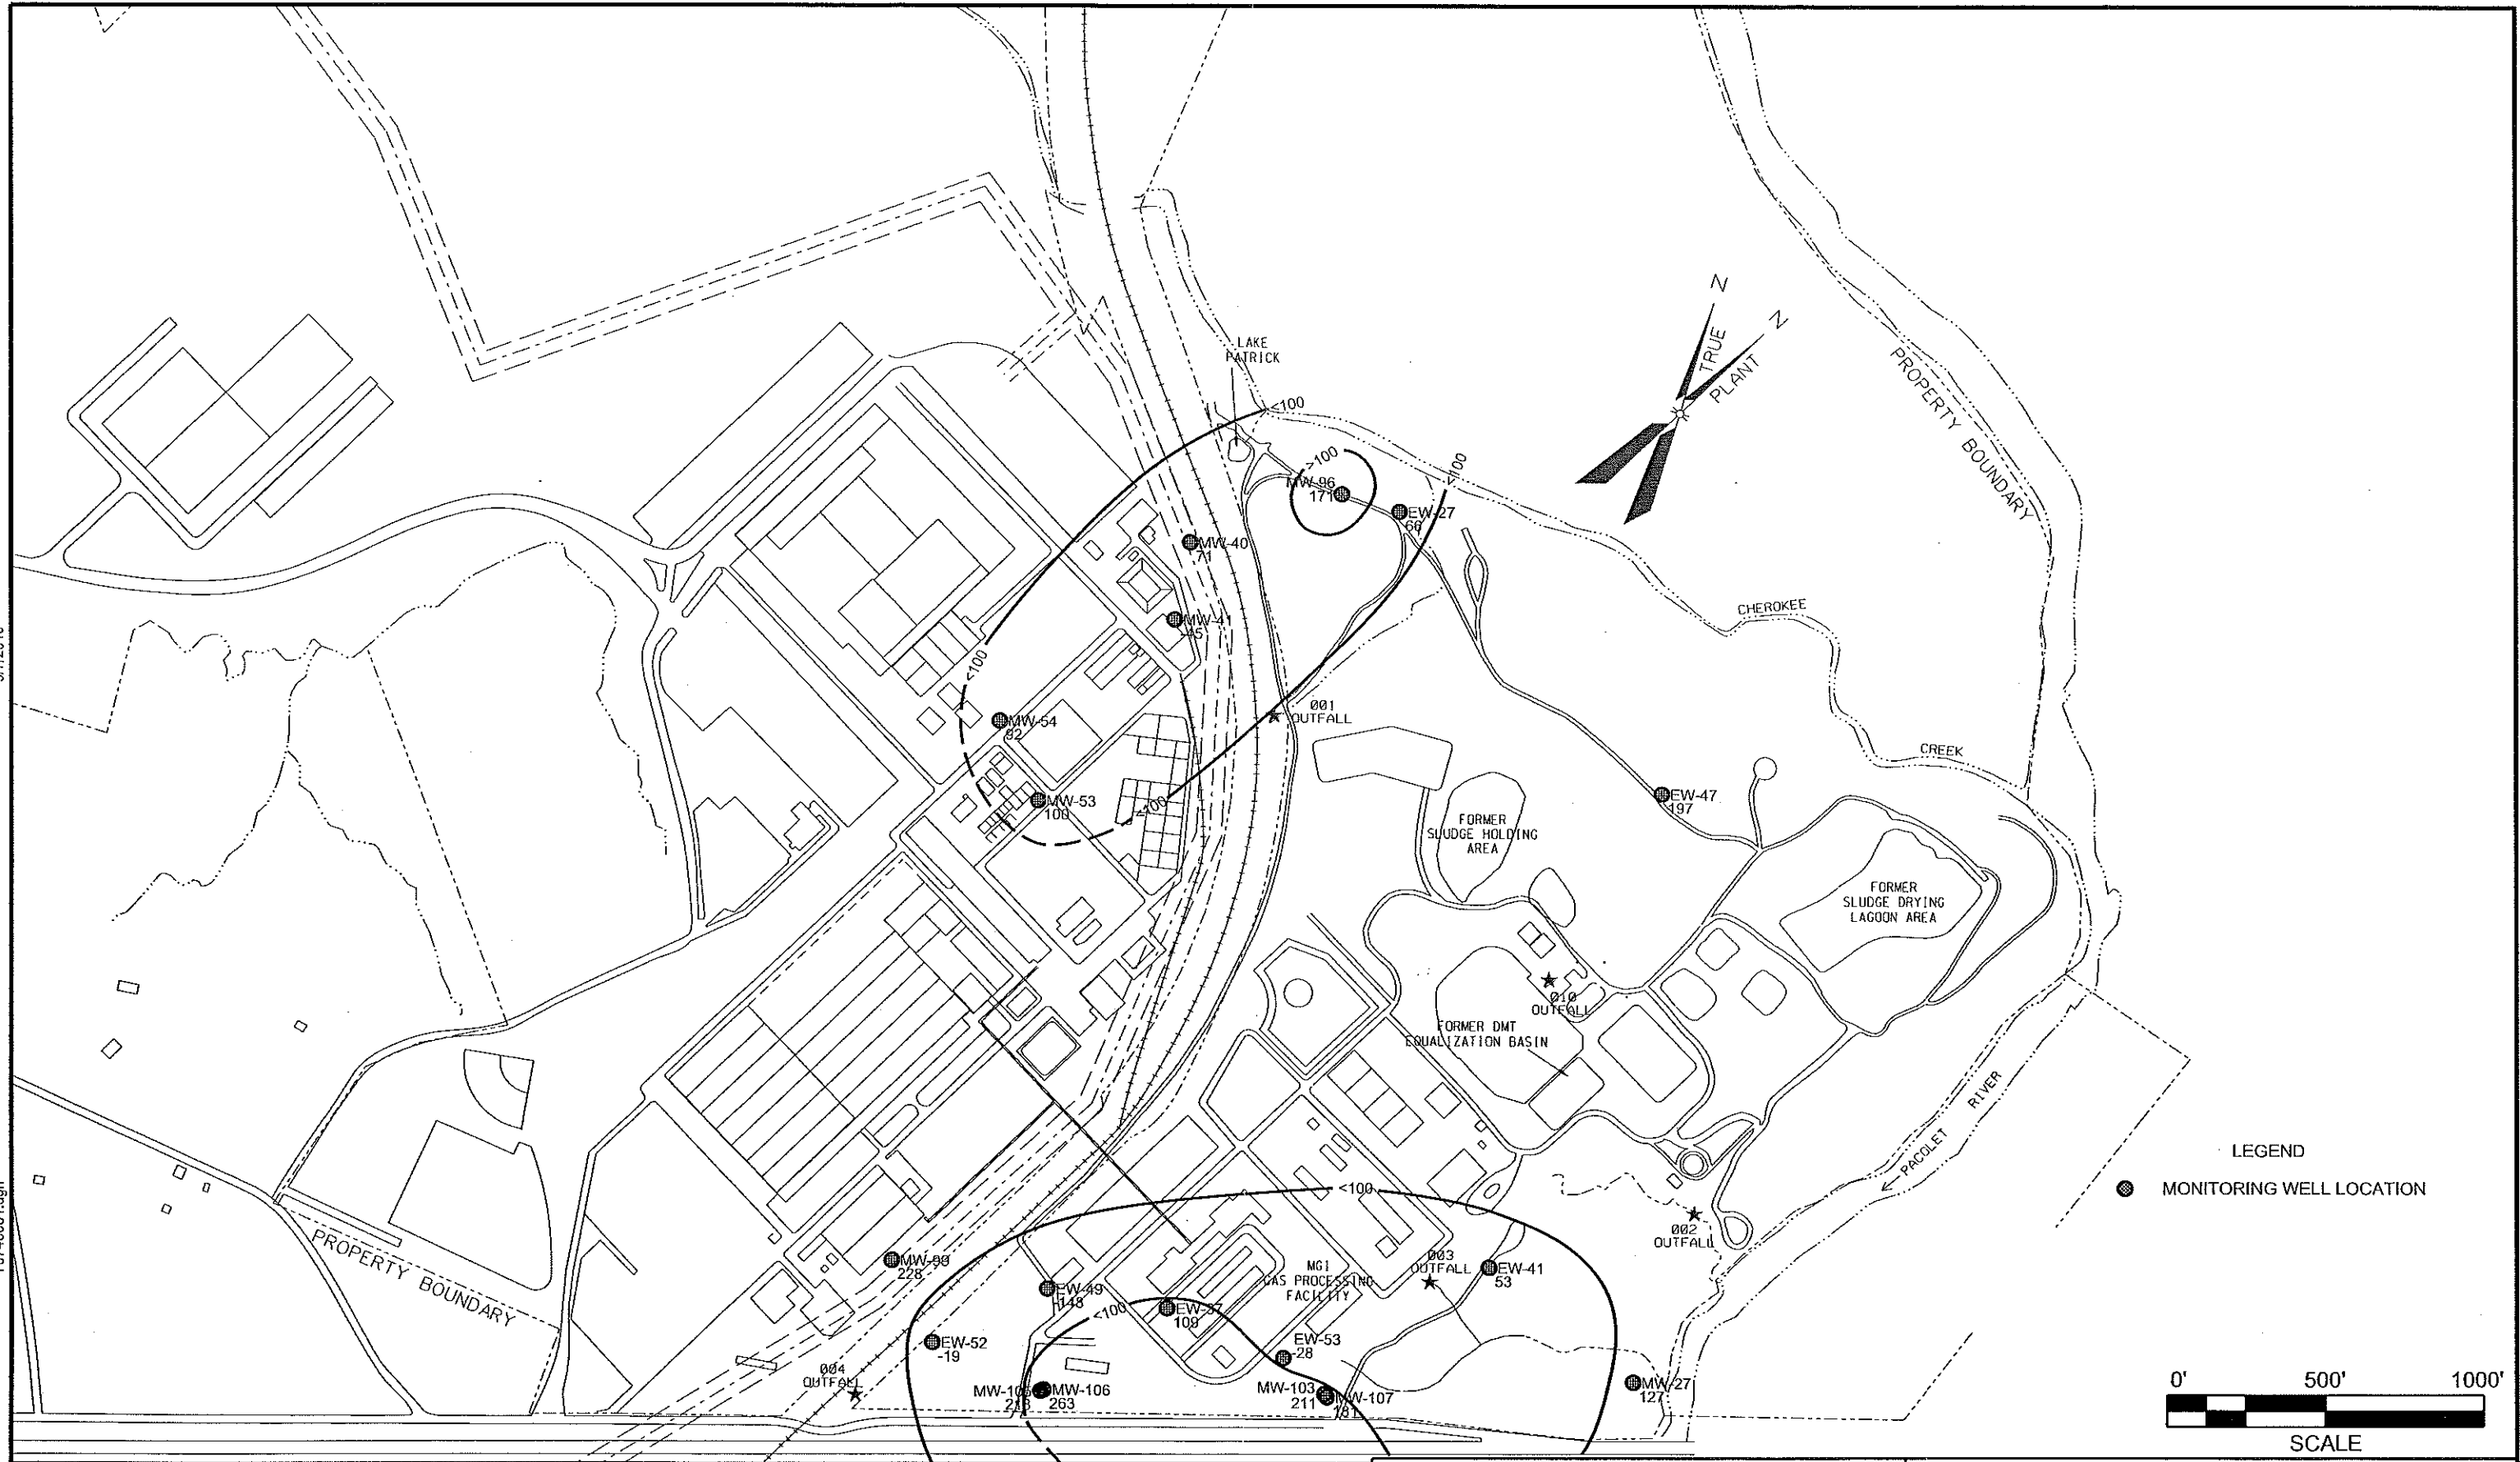 LAKE
PATRICK
TRUE
PLANT
N
N
PROPERTY BOUNDARY
<100
>100
<100
MW-96
171
EW-27
66
MW-40
71
MW-41
-45
CHEROKEE
CREEK
<100
MW-54
92
001
OUTFALL
MW-53
100
<100
EW-47
197
FORMER
SLUDGE HOLDING
AREA
FORMER
SLUDGE DRYING
LAGOON AREA
010
OUTFALL
FORMER DMT
EQUALIZATION BASIN
PACOLET RIVER
LEGEND
MONITORING WELL LOCATION
<100
002
OUTFALL
PROPERTY BOUNDARY
MW-99
228
EW-49
148
<100
EW-37
109
MGI
GAS PROCESSING
FACILITY
003
OUTFALL
EW-41
53
EW-52
-19
EW-53
-28
004
OUTFALL
MW-106
263
MW-103
211
MW-107
181
MW-27
127
0' 500' 1000'
SCALE